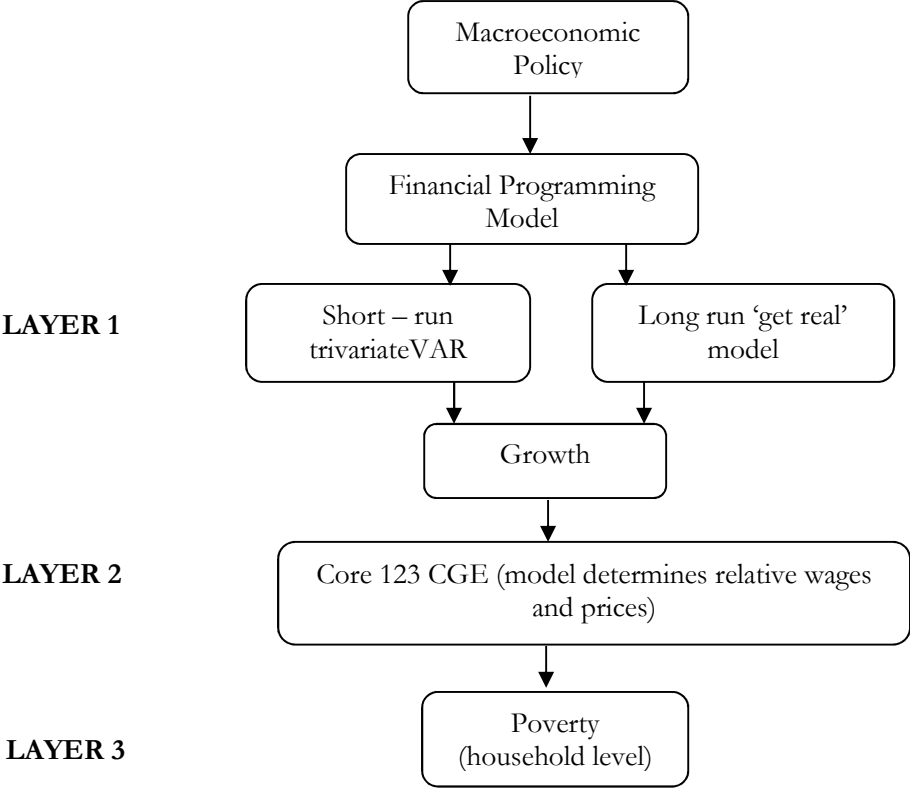 Macroeconomic
Policy
Financial Programming
Model
LAYER 1
Short – run
trivariateVAR
Long run ‘get real’
model
Growth
LAYER 2
Core 123 CGE (model determines relative wages
and prices)
LAYER 3
Poverty
(household level)